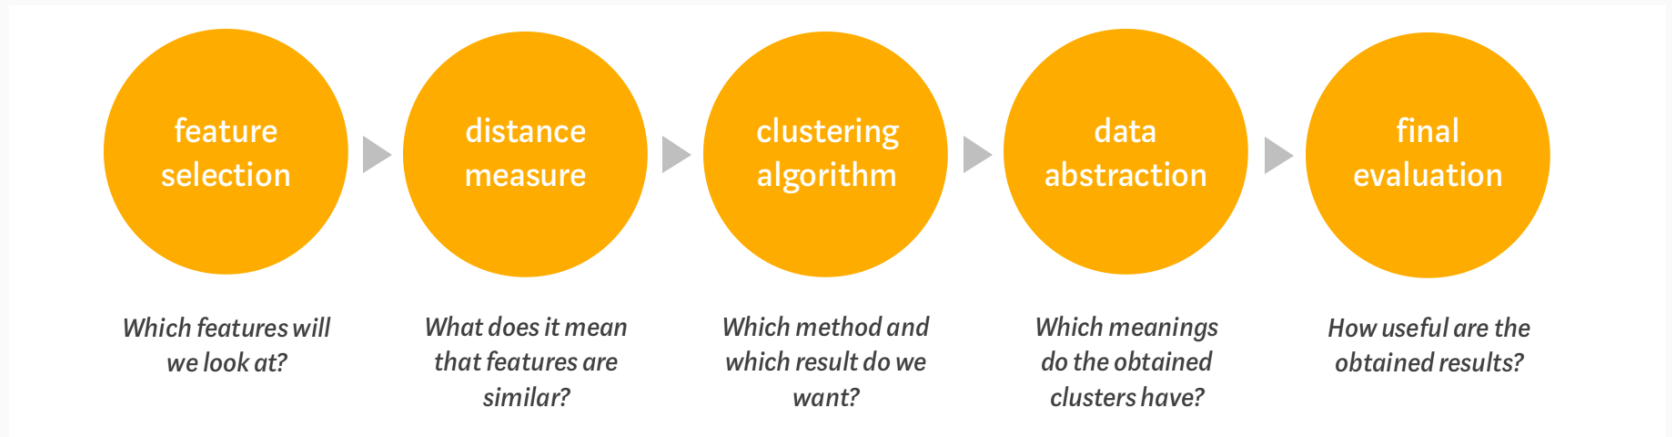 feature
selection
distance
measure
clustering
algorithm
data
abstraction
final
evaluation
Which features will
we look at?
What does it mean
that features are
similar?
Which method and
which result do we
want?
Which meanings
do the obtained
clusters have?
How useful are the
obtained results?